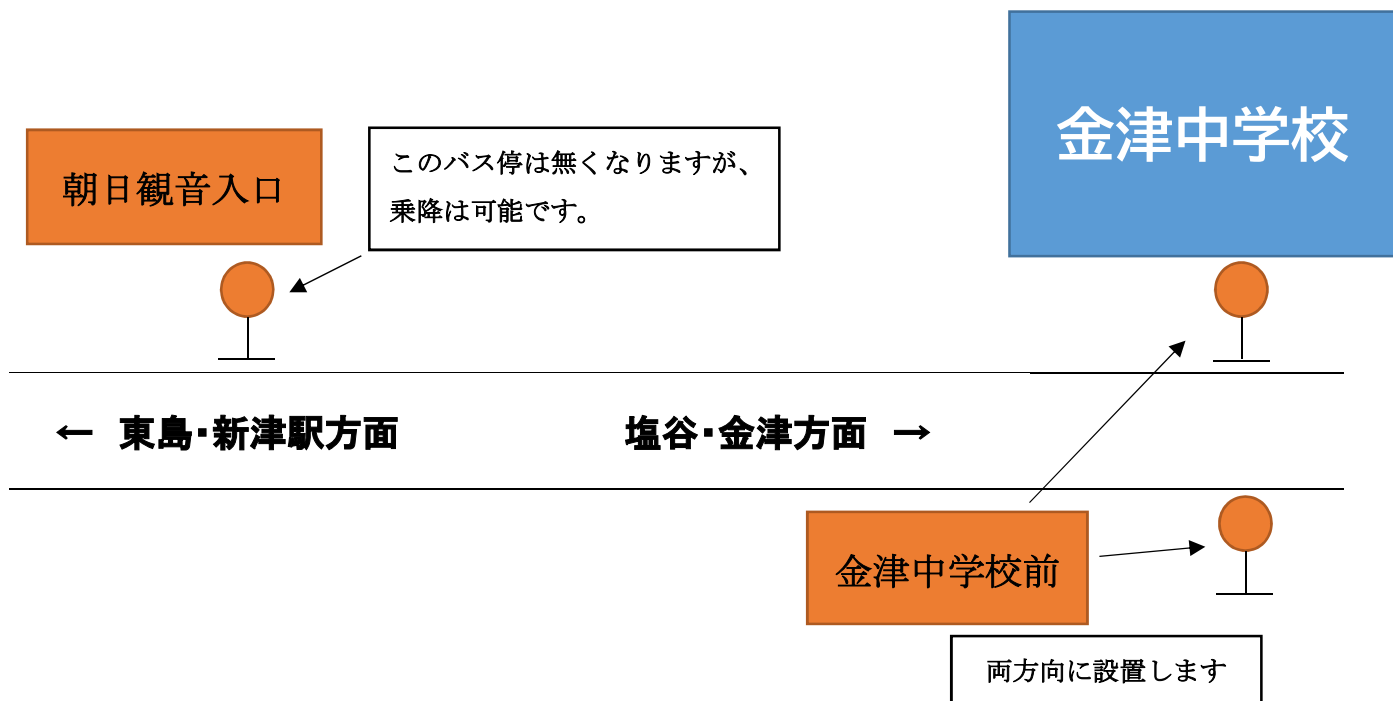 金津中学校
朝日観音入口
このバス停は無くなりますが、
乗降は可能です。
← 東島・新津駅方面
塩谷・金津方面 →
金津中学校前
両方向に設置します